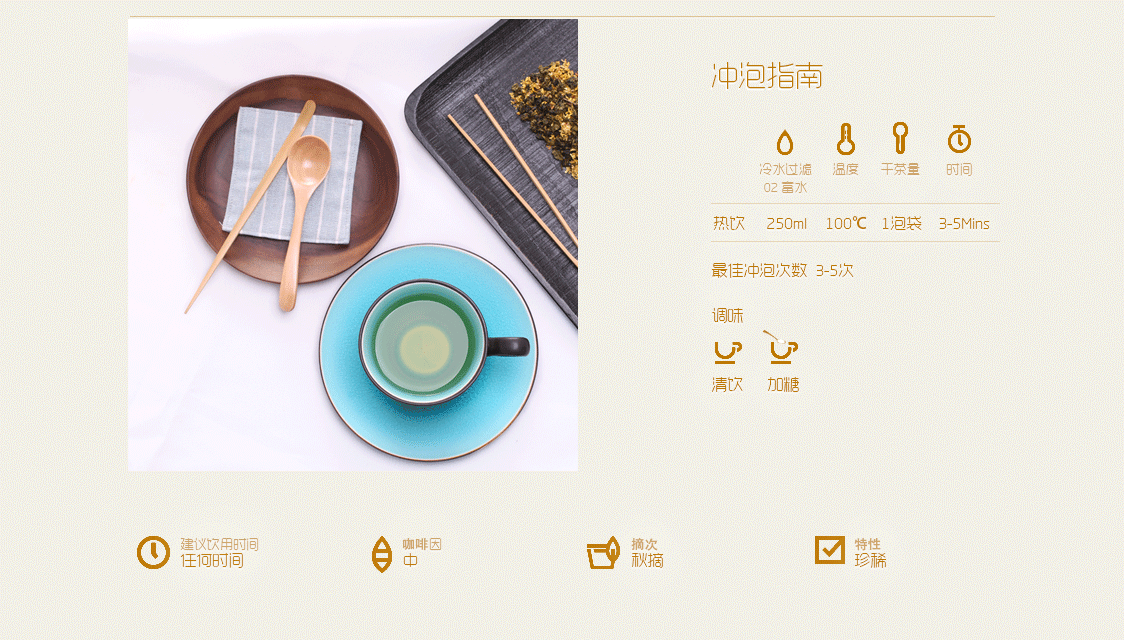 冲泡指南
冷水过滤 温度 干茶量 时间
02 富水
热饮 250ml 100℃ 1泡袋 3-5Mins
最佳冲泡次数 3-5次
调味
清饮 加糖
建议饮用时间
任何时间
咖啡因
中
摘次
秋摘
特性
珍稀